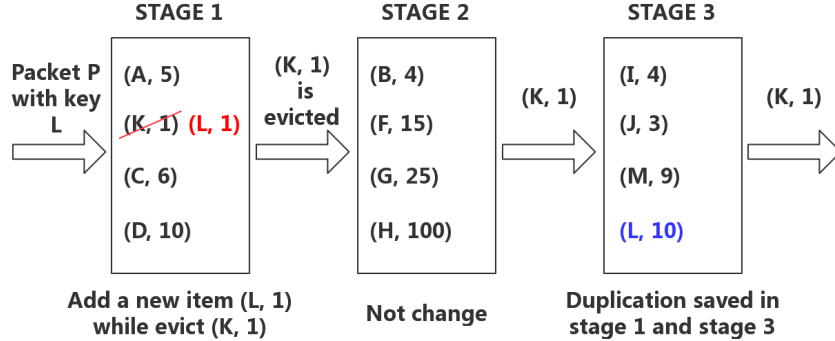 STAGE 1
STAGE 2
STAGE 3
Packet P
with key
L
(A, 5)
(K, 1) (L, 1)
(C, 6)
(D, 10)
(K, 1)
is
evicted
(B, 4)
(F, 15)
(G, 25)
(H, 100)
(K, 1)
(I, 4)
(J, 3)
(M, 9)
(L, 10)
(K, 1)
Add a new item (L, 1)
while evict (K, 1)
Not change
Duplication saved in
stage 1 and stage 3